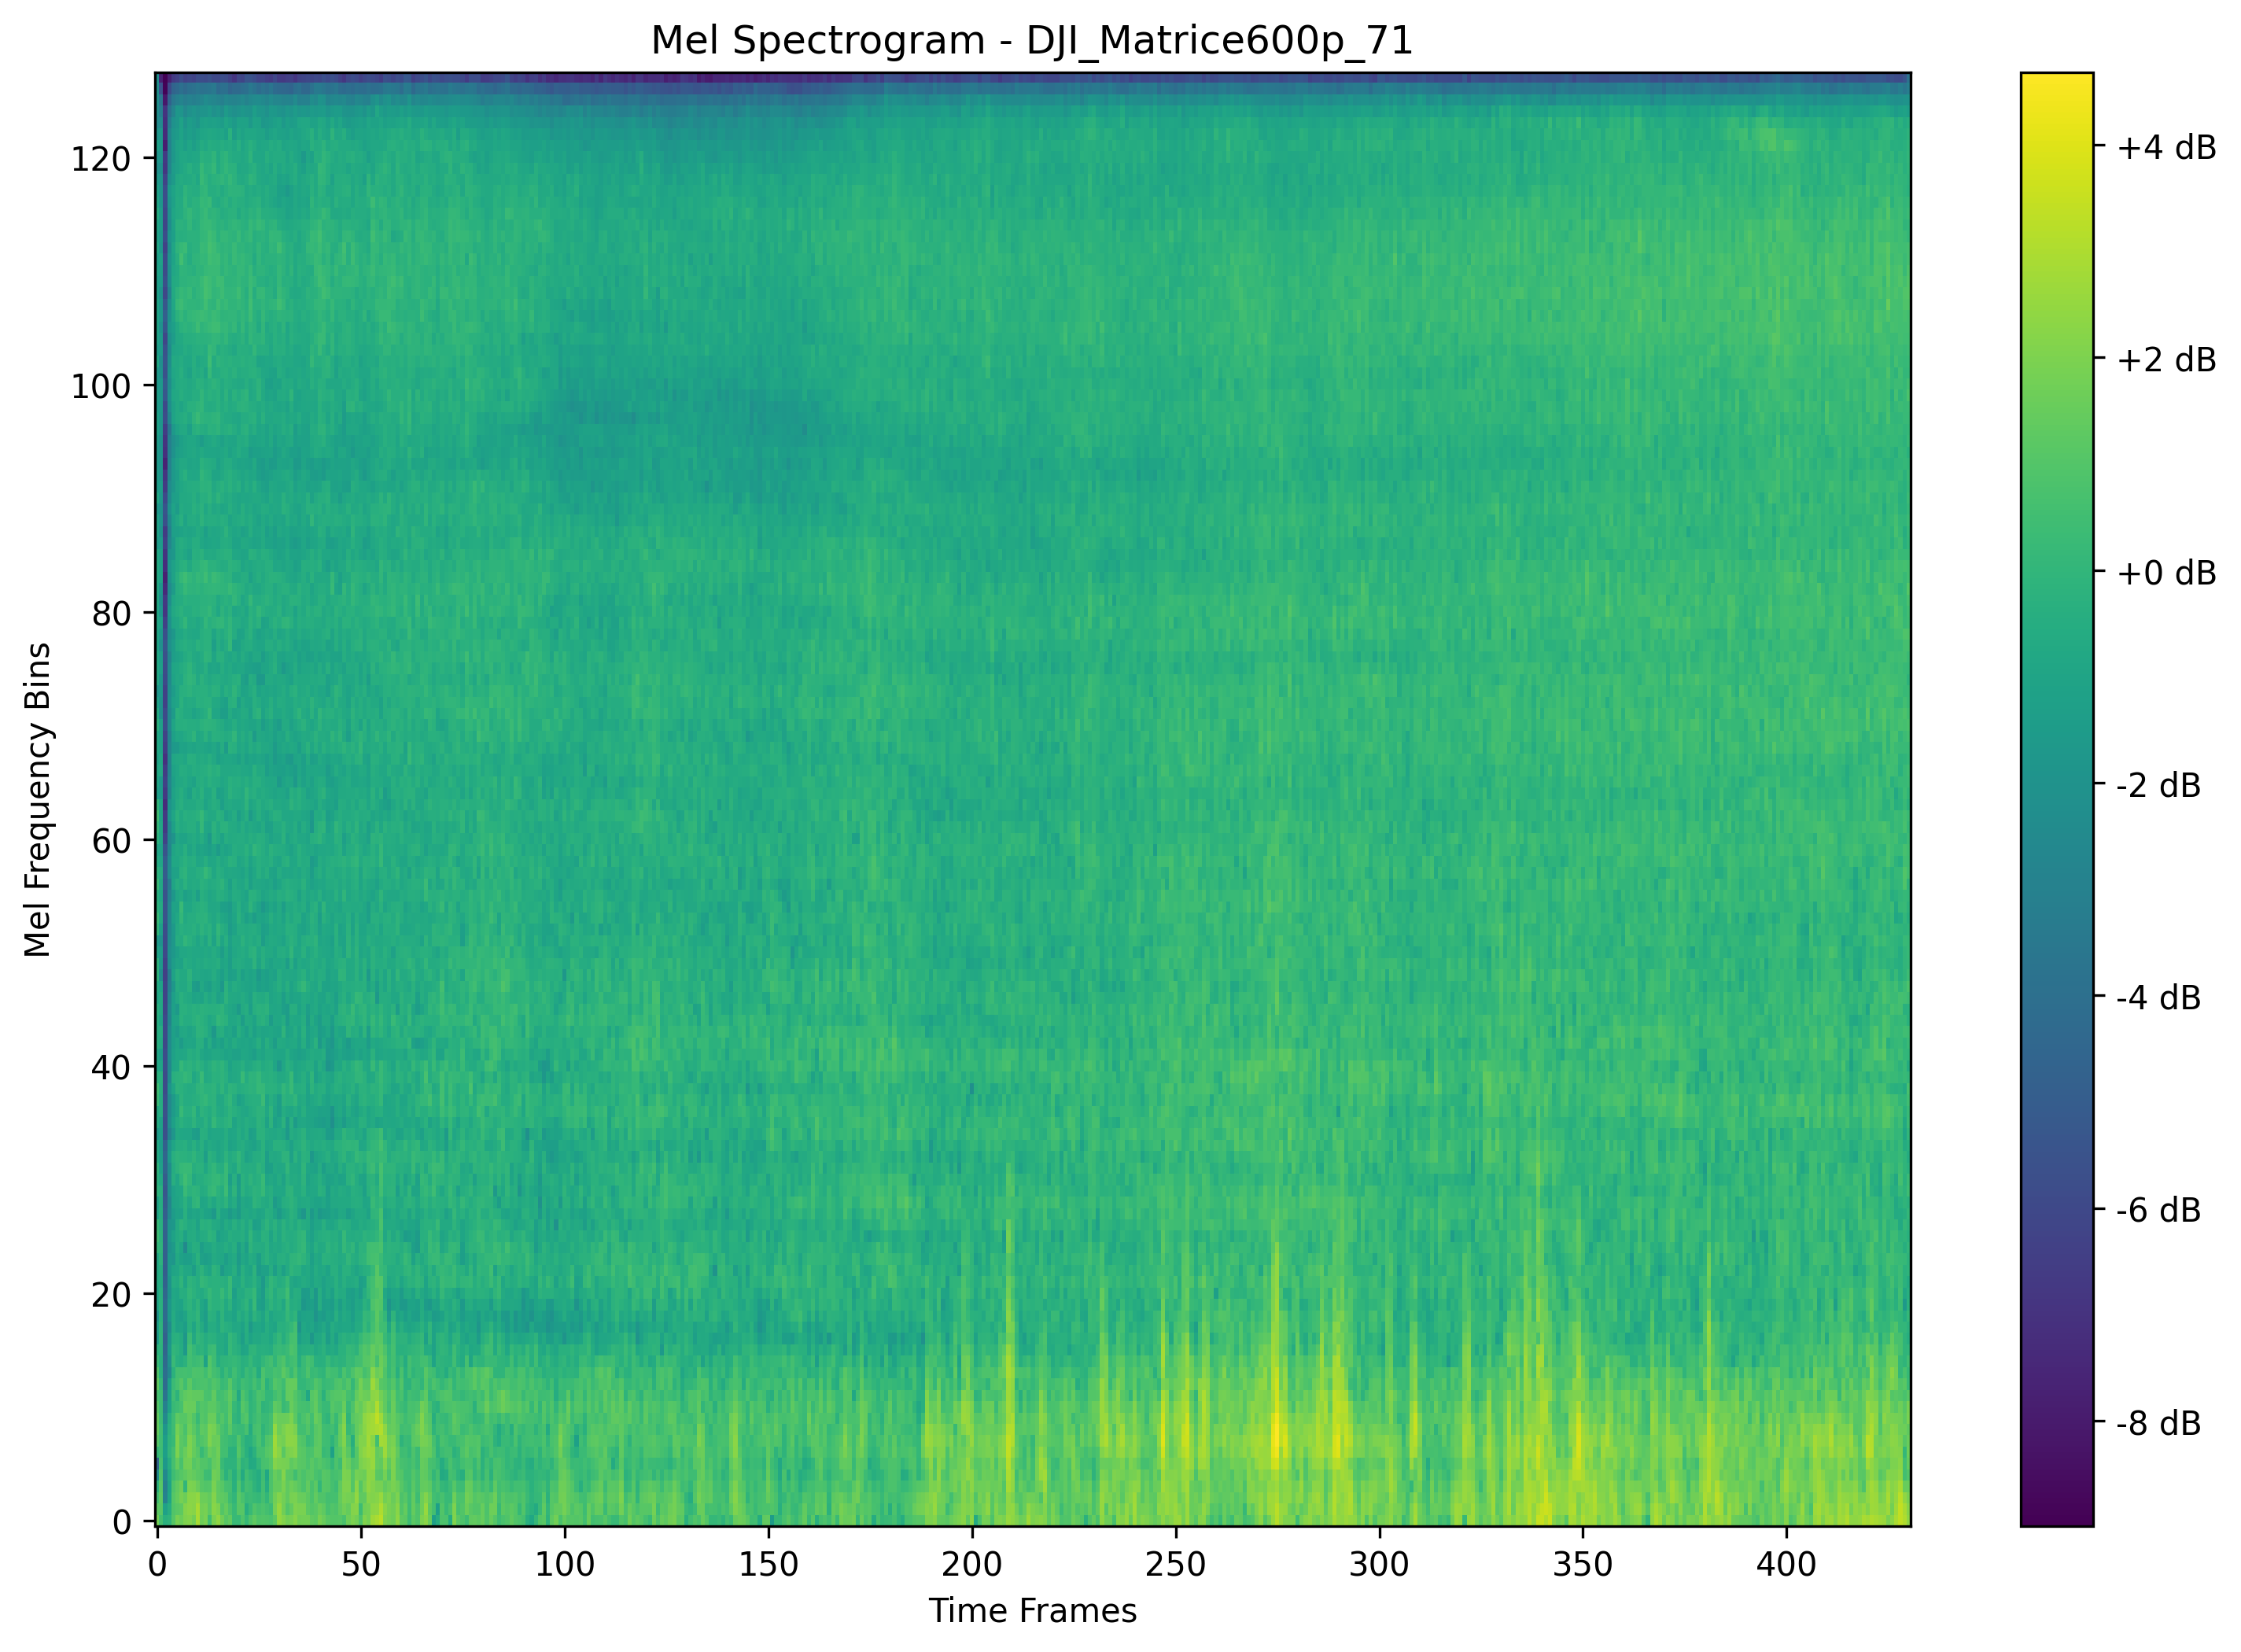 Mel Spectrogram - DJI_Matrice600p_71
Mel Frequency Bins
120
100
80
60
40
20
0
0 50 100 150 200 250 300 350 400
Time Frames
+4 dB
+2 dB
+0 dB
-2 dB
-4 dB
-6 dB
-8 dB